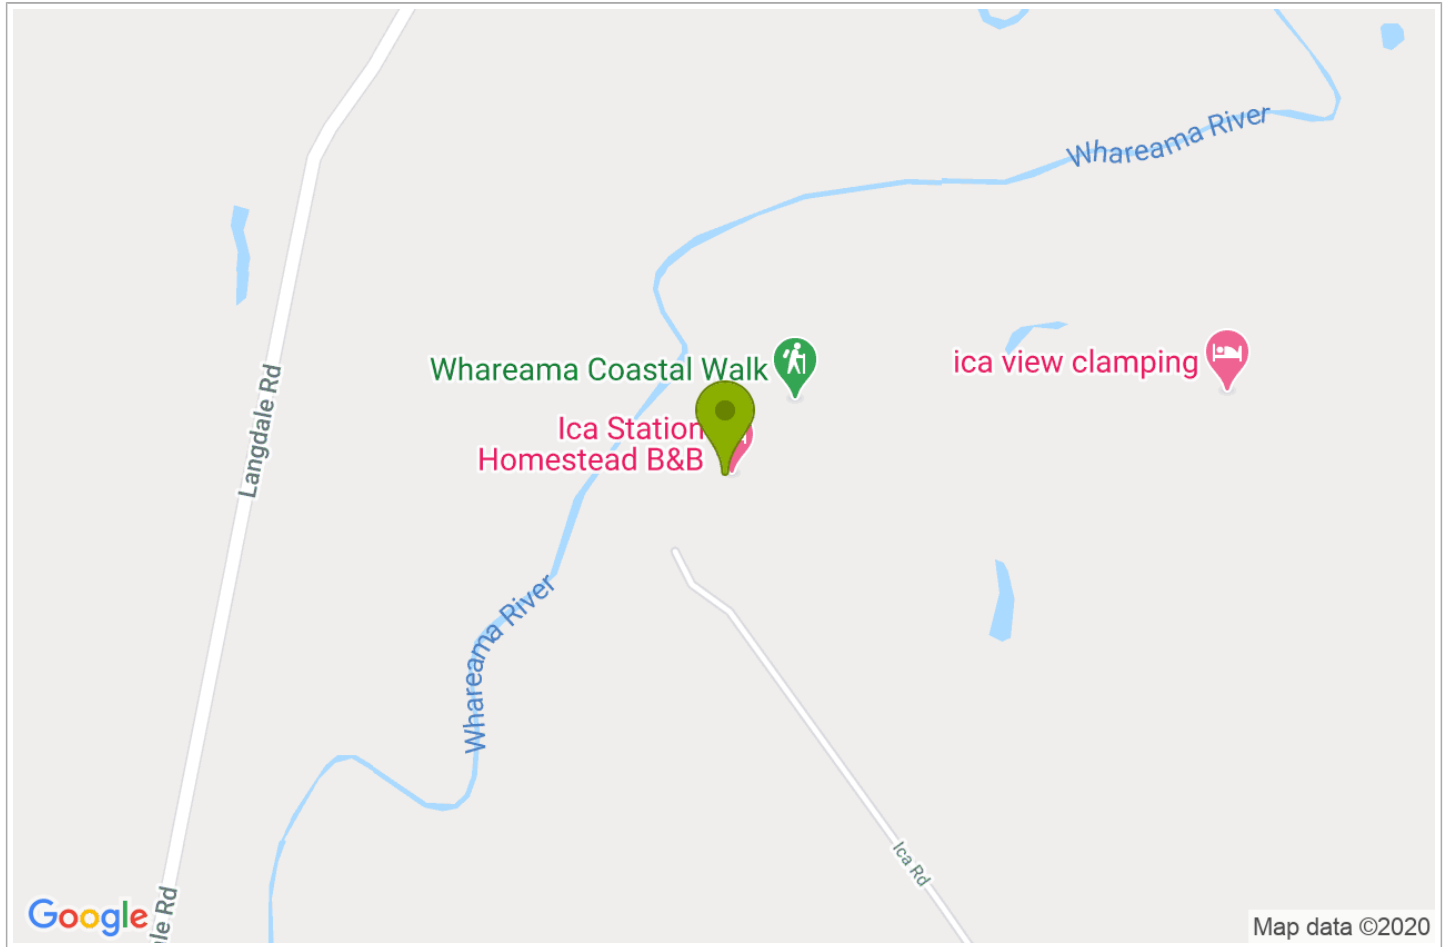 Whareama River
Whareama Coastal Walk
ica view clamping
Langdale Rd
Ica Station
Homestead B&B
Whareama River
Ica Rd
Google
Rd
Map data ©2020